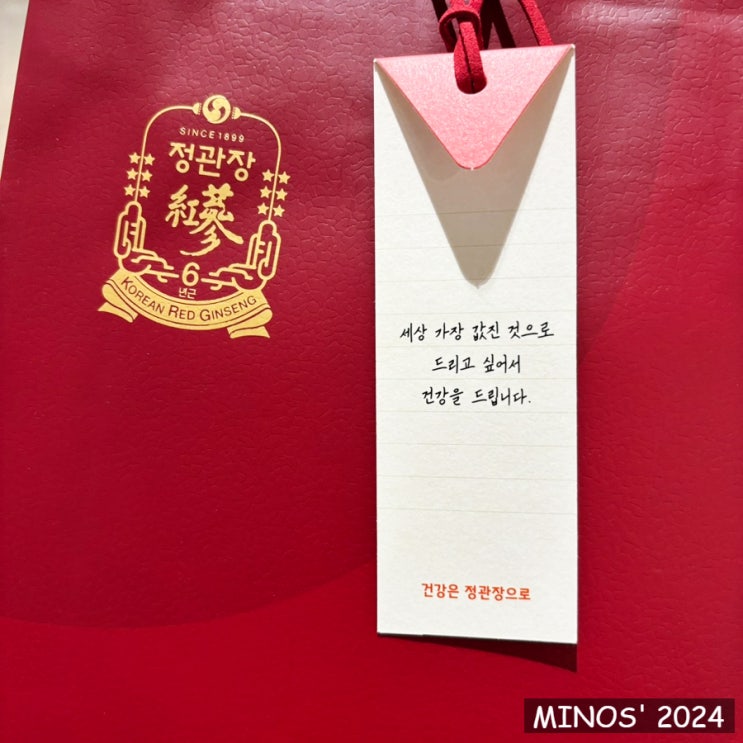 SINCE 1899
정관장
紅蔘
6
년근
KOREAN RED GINSENG
세상 가장 값진 것으로
드리고 싶어서
건강을 드립니다.
건강은 정관장으로
MINOS' 2024